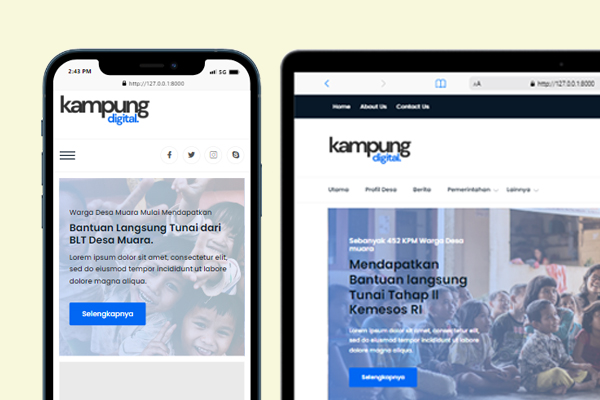 2:43 PM
5G
http://127.0.0.1:8000
kampung
digital.
Warga Desa Muara Mulai Mendapatkan
Bantuan Langsung Tunai dari
BLT Desa Muara.
Lorem ipsum dolor sit amet, consectetur elit,
sed do eiusmod tempor incididunt ut labore
dolore magna aliqua.
Selengkapnya
AA
http://127.0.0.1:8000
Home About Us Contact Us
kampung
digital.
Utama Profil Desa Berita Pemerintahan Lainnya
Sebanyak 452 KPM Warga Desa
muara
Mendapatkan
Bantuan langsung
Tunai Tahap II
Kemesos RI
Lorem ipsum dolor sit amet, consectetur elit,
sed do eiusmod tempor incididunt ut labore
dolore magna aliqua.
Selengkapnya